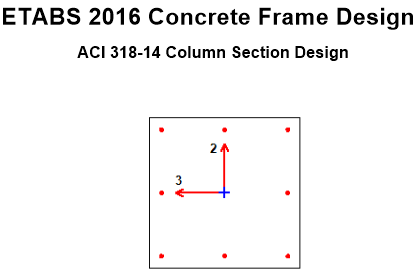 ETABS 2016 Concrete Frame Design
ACI 318-14 Column Section Design
2
3